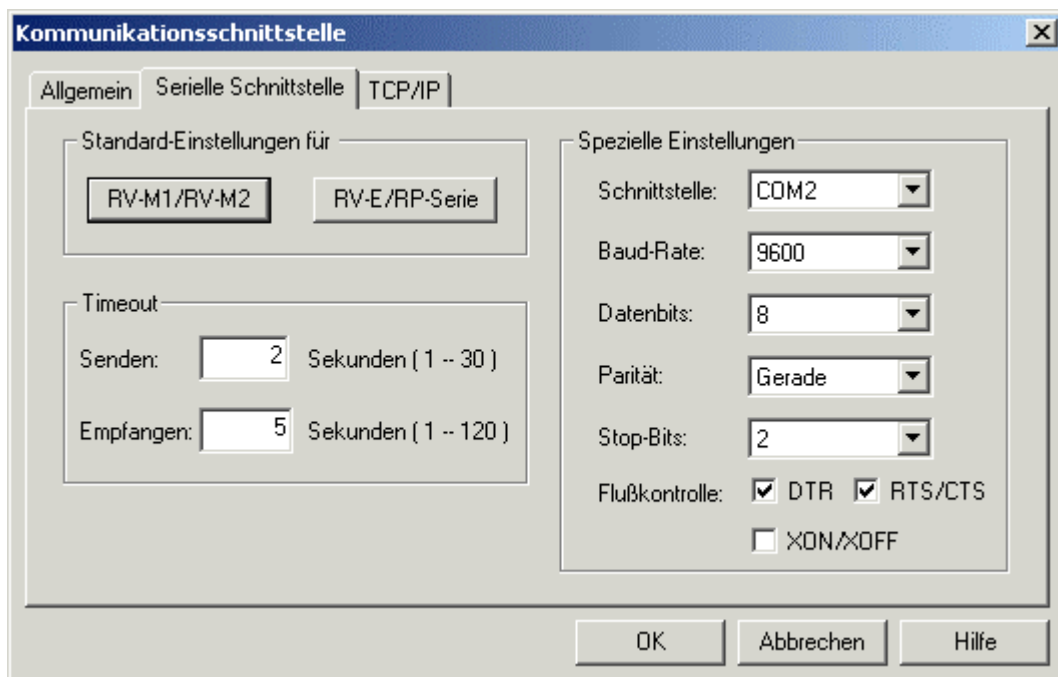 Kommunikationsschnittstelle
Allgemein Serielle Schnittstelle TCP/IP
Standard-Einstellungen für
RV-M1/RV-M2 RV-E/RP-Serie
Timeout
Senden: 2 Sekunden ( 1 -- 30 )
Empfangen: 5 Sekunden ( 1 -- 120 )
Spezielle Einstellungen
Schnittstelle: COM2
Baud-Rate: 9600
Datenbits: 8
Parität: Gerade
Stop-Bits: 2
Flußkontrolle: DTR RTS/CTS
XON/XOFF
OK Abbrechen Hilfe